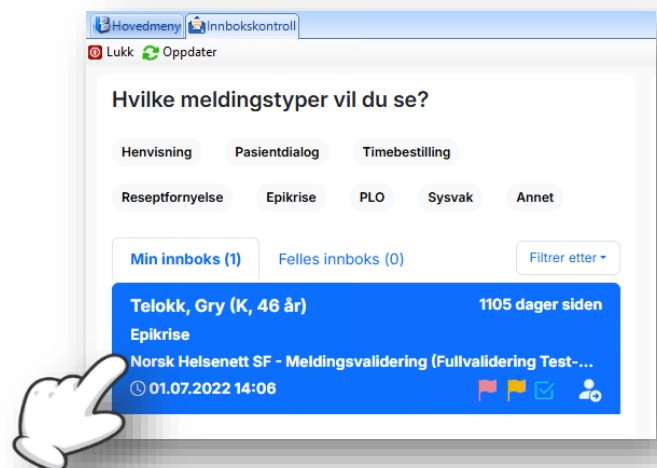 Hovedmeny Innbokskontroll
Lukk Oppdater
Hvilke meldingstyper vil du se?
Henvisning Pasientdialog Timebestilling
Reseptfornyelse Epikrise PLO Sysvak Annet
Min innboks (1) Felles innboks (0) Filtrer etter
Telokk, Gry (K, 46 år) 1105 dager siden
Epikrise
Norsk Helsenett SF - Meldingsvalidering (Fullvalidering Test-...
01.07.2022 14:06